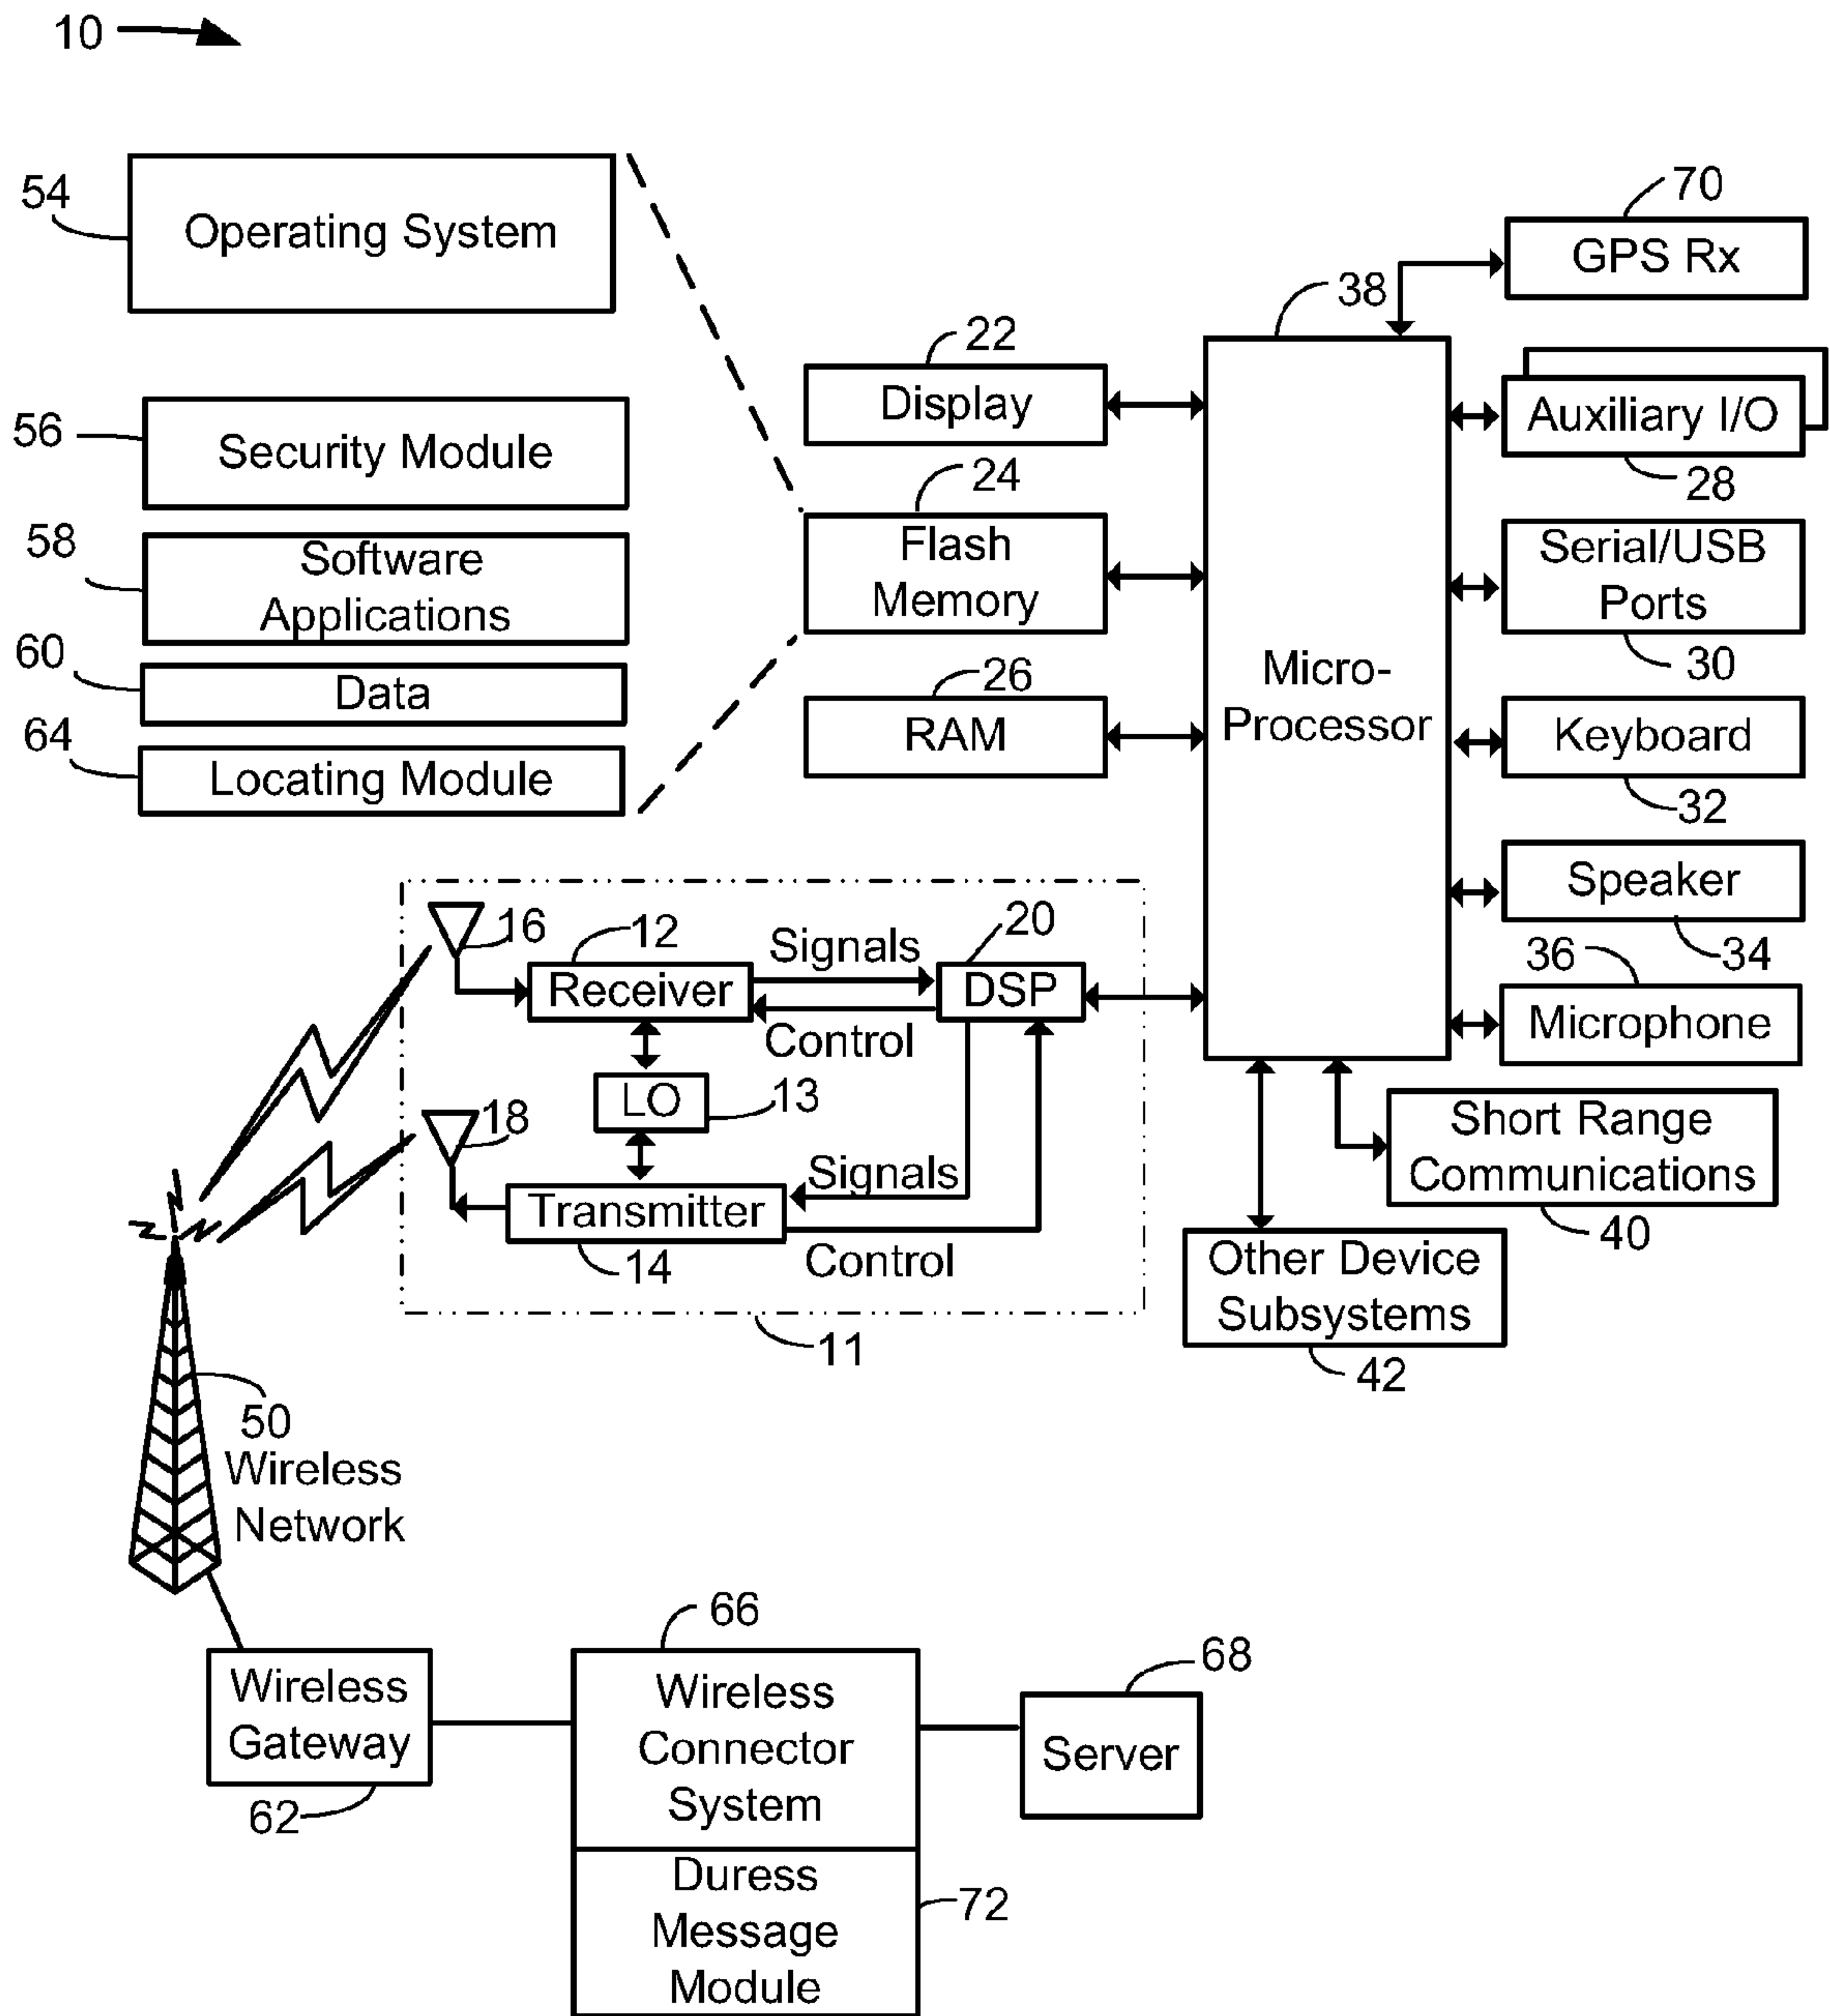 10
54
Operating System
70
GPS Rx
38
22
Display
Auxiliary I/O
28
56
Security Module
24
Flash
Memory
Serial/USB
Ports
30
58
Software
Applications
60
Data
26
RAM
Micro-
Processor
Keyboard
32
64
Locating Module
Speaker
34
16
12
Signals
20
36
Receiver
DSP
Microphone
Control
LO
13
18
Short Range
Communications
40
Signals
Transmitter
14
Control
Other Device
Subsystems
42
11
50
Wireless
Network
66
68
Wireless
Gateway
62
Wireless
Connector
System
Server
Duress
Message
Module
72